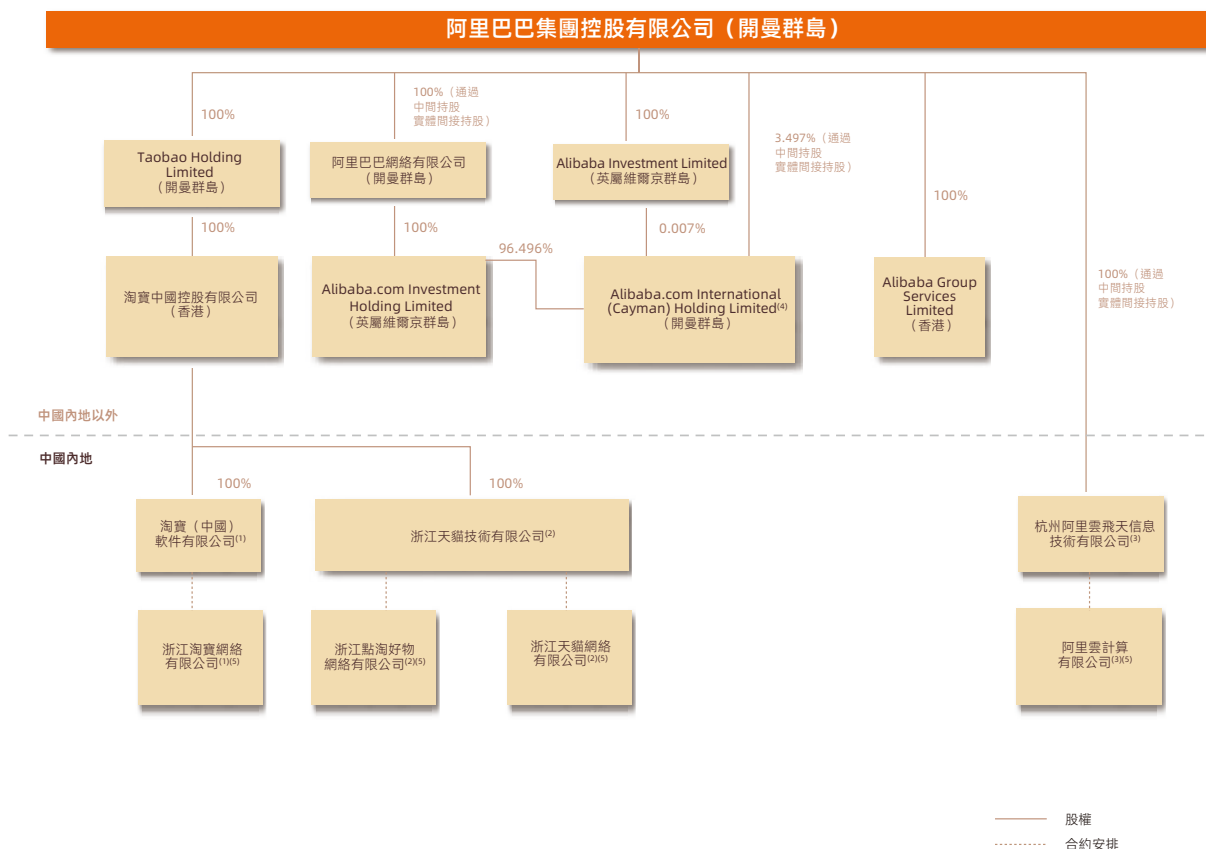 阿里巴巴集團控股有限公司（開曼群島）
100%
100%（通過
中間持股
實體間接持股）
100%
3.497%（通過
中間持股
實體間接持股）
100%
100%（通過
中間持股
實體間接持股）
Taobao Holding
Limited
（開曼群島）
阿里巴巴網絡有限公司
（開曼群島）
Alibaba Investment Limited
（英屬維爾京群島）
100%
100%
96.496%
0.007%
淘寶中國控股有限公司
（香港）
Alibaba.com Investment
Holding Limited
（英屬維爾京群島）
Alibaba.com International
(Cayman) Holding Limited(4)
（開曼群島）
Alibaba Group
Services
Limited
（香港）
中國內地以外
中國內地
100%
100%
淘寶（中國）
軟件有限公司(1)
浙江天貓技術有限公司(2)
杭州阿里雲飛天信息
技術有限公司(3)
浙江淘寶網絡
有限公司(1)(5)
浙江點淘好物
網絡有限公司(2)(5)
浙江天貓網絡
有限公司(2)(5)
阿里雲計算
有限公司(3)(5)
股權
合約安排